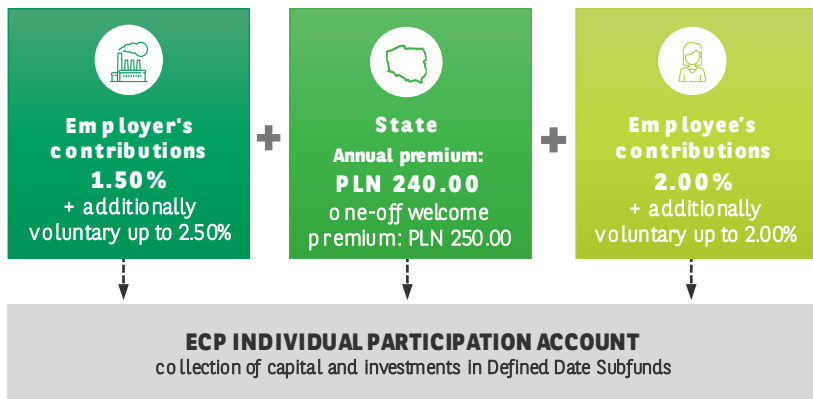 Employer's
contributions
1.50%
+ additionally
voluntary up to 2.50%
+
State
Annual premium:
PLN 240.00
one-off welcome
premium: PLN 250.00
+
Employee's
contributions
2.00%
+ additionally
voluntary up to 2.00%
ECP INDIVIDUAL PARTICIPATION ACCOUNT
collection of capital and investments in Defined Date Subfunds